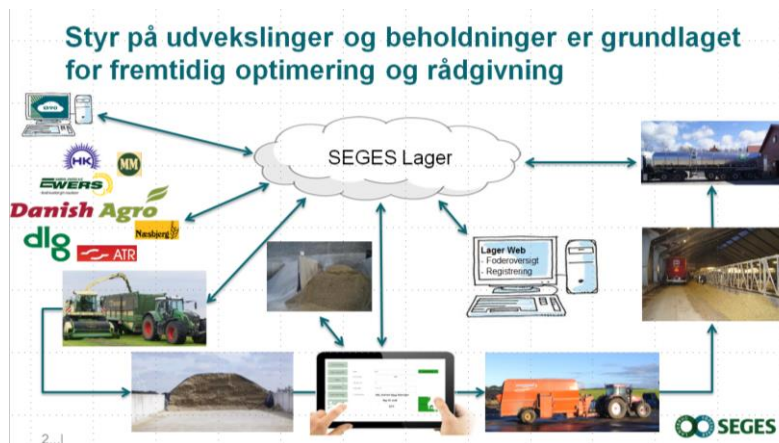 Styr på udvekslinger og beholdninger er grundlaget
for fremtidig optimering og rådgivning
SEGES Lager
HK
MM
EWERS
Danish Agro
Næsbjerg
dlg
ATR
Lager Web
- Foderoversigt
- Registrering
SEGES